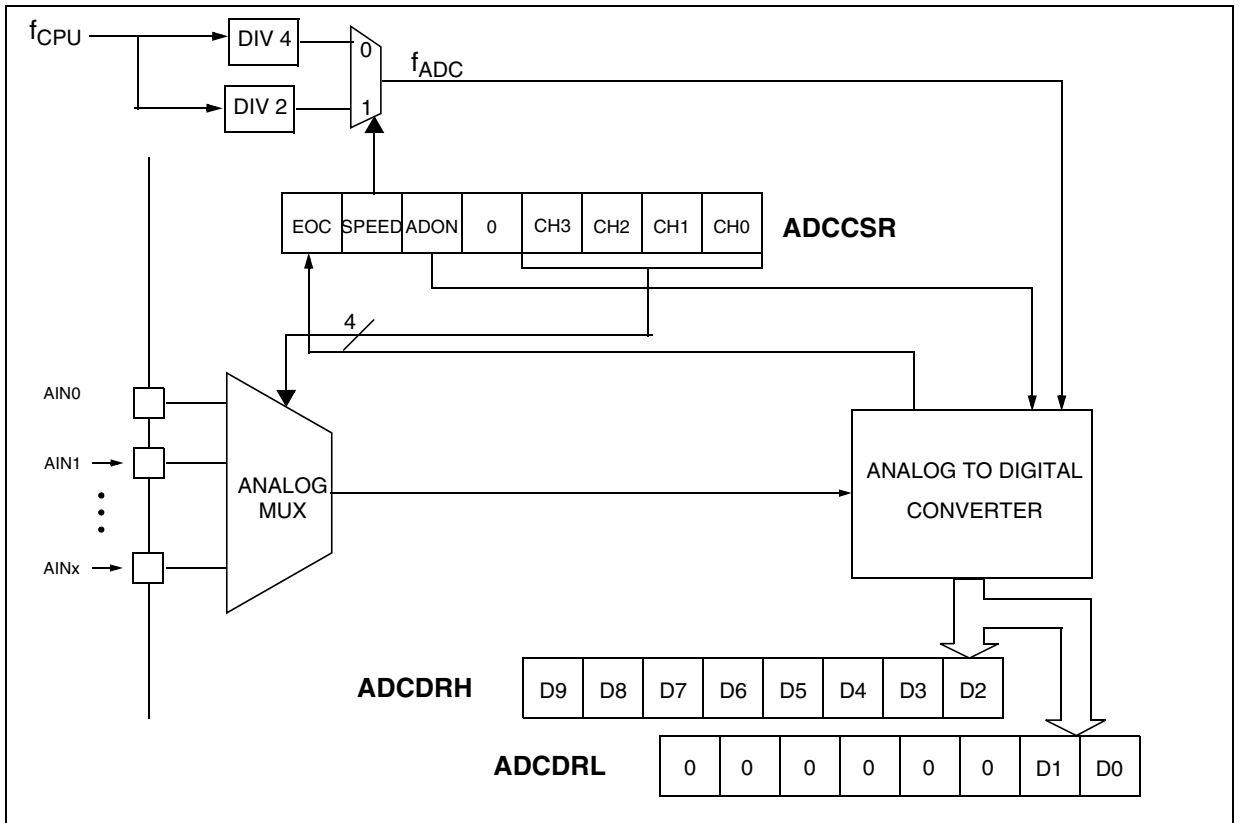 fCPU
DIV 4
0
fADC
DIV 2
1
EOC SPEED ADON 0 CH3 CH2 CH1 CH0 ADCCSR
4
AIN0
AIN1
ANALOG
MUX
ANALOG TO DIGITAL
CONVERTER
AINx
ADCDRH D9 D8 D7 D6 D5 D4 D3 D2
ADCDRL 0 0 0 0 0 0 D1 D0